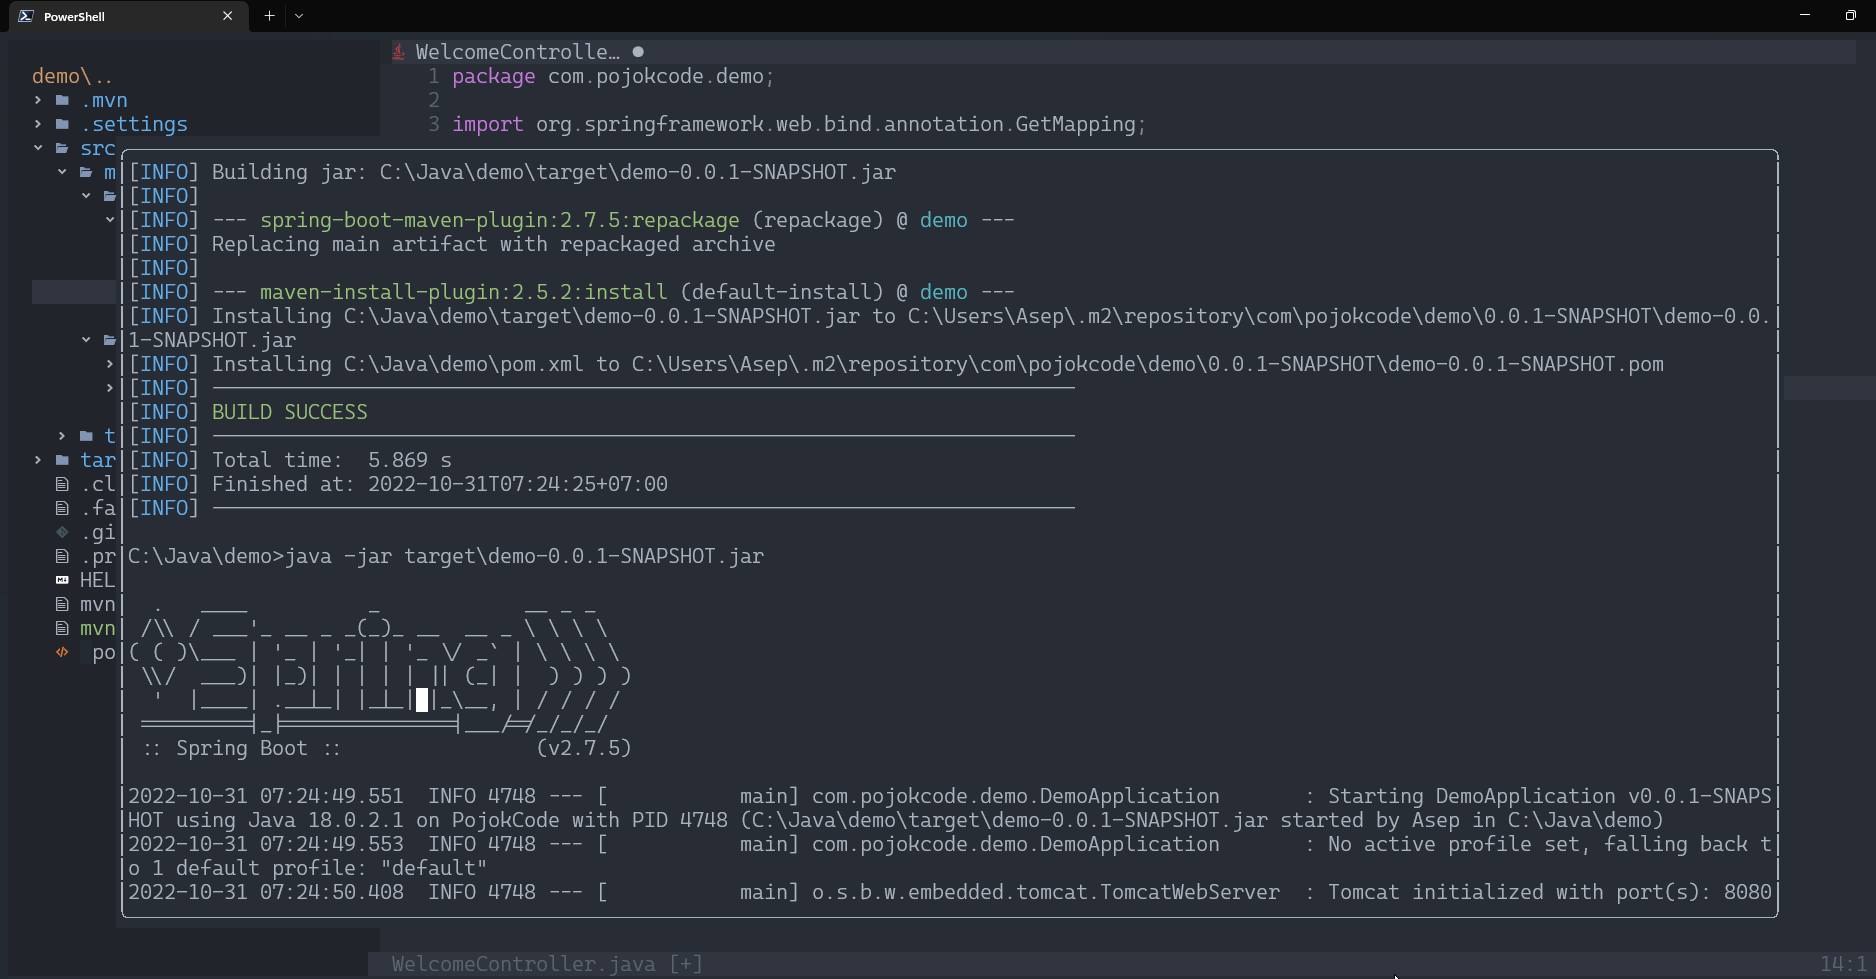 PowerShell
WelcomeControlle… ●
demo\..
1 package com.pojokcode.demo;
.mvn
2
.settings
3 import org.springframework.web.bind.annotation.GetMapping;
src
m
[INFO] Building jar: C:\Java\demo\target\demo-0.0.1-SNAPSHOT.jar
[INFO]
[INFO] --- spring-boot-maven-plugin:2.7.5:repackage (repackage) @ demo ---
[INFO] Replacing main artifact with repackaged archive
[INFO]
[INFO] --- maven-install-plugin:2.5.2:install (default-install) @ demo ---
[INFO] Installing C:\Java\demo\target\demo-0.0.1-SNAPSHOT.jar to C:\Users\Asep\.m2\repository\com\pojokcode\demo\0.0.1-SNAPSHOT\demo-0.0.
1-SNAPSHOT.jar
[INFO] Installing C:\Java\demo\pom.xml to C:\Users\Asep\.m2\repository\com\pojokcode\demo\0.0.1-SNAPSHOT\demo-0.0.1-SNAPSHOT.pom
[INFO] ------------------------------------------------------------------------
[INFO] BUILD SUCCESS
[INFO] ------------------------------------------------------------------------
[INFO] Total time:  5.869 s
[INFO] Finished at: 2022-10-31T07:24:25+07:00
[INFO] ------------------------------------------------------------------------
t
tar
.cl
.fa
.gi
.pr
HEL
mvn
mvn
po
C:\Java\demo>java -jar target\demo-0.0.1-SNAPSHOT.jar
Spring
:: Spring Boot ::                (v2.7.5)
2022-10-31 07:24:49.551  INFO 4748 --- [           main] com.pojokcode.demo.DemoApplication       : Starting DemoApplication v0.0.1-SNAPS
HOT using Java 18.0.2.1 on PojokCode with PID 4748 (C:\Java\demo\target\demo-0.0.1-SNAPSHOT.jar started by Asep in C:\Java\demo)
2022-10-31 07:24:49.553  INFO 4748 --- [           main] com.pojokcode.demo.DemoApplication       : No active profile set, falling back t
o 1 default profile: "default"
2022-10-31 07:24:50.408  INFO 4748 --- [           main] o.s.b.w.embedded.tomcat.TomcatWebServer  : Tomcat initialized with port(s): 8080
WelcomeController.java [+]
14:1